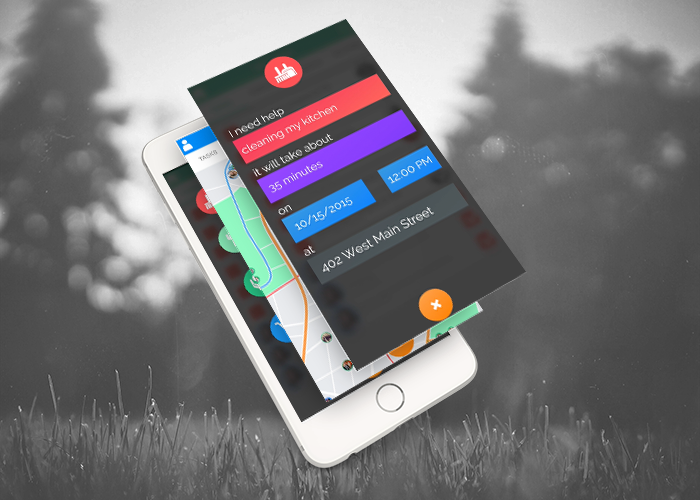 TASKS
I need help
cleaning my kitchen
it will take about
35 minutes
on
10/15/2015 12:00 PM
at
402 West Main Street